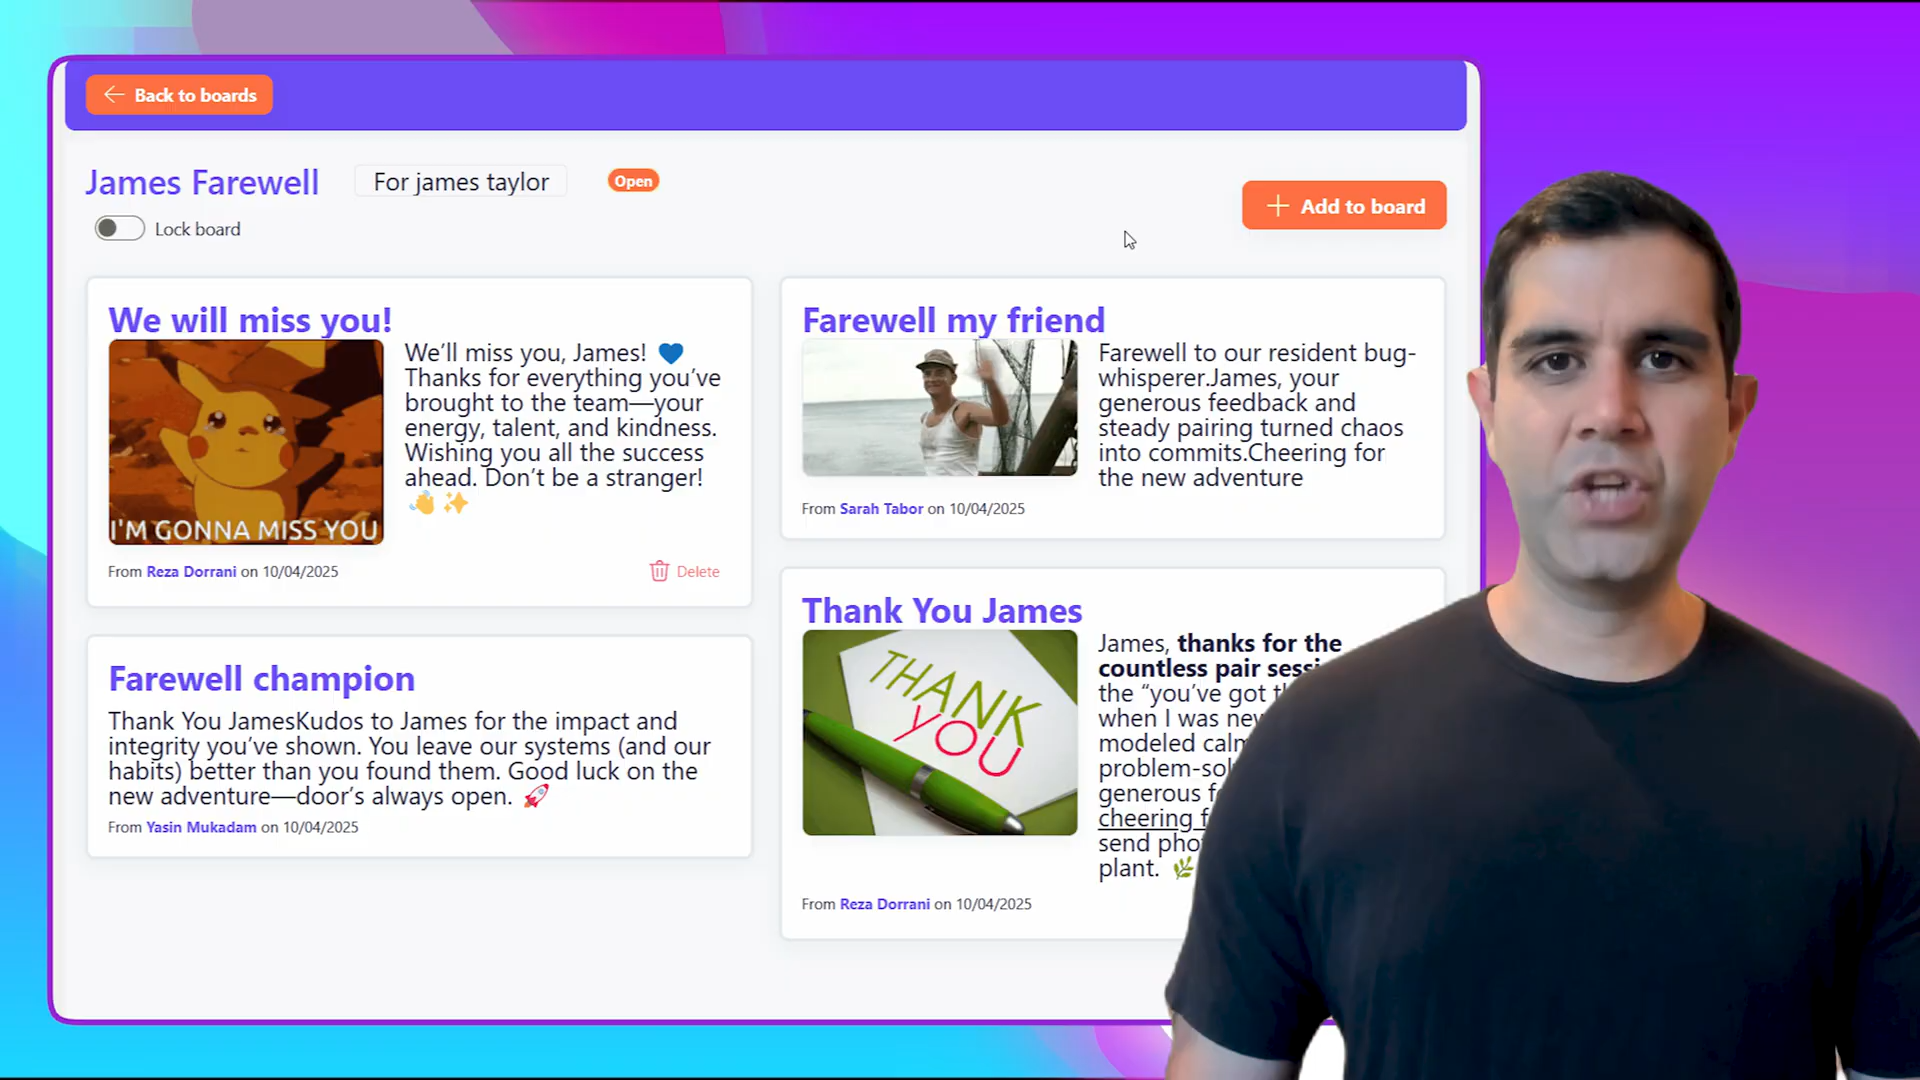 Back to boards
James Farewell
For james taylor
Open
Lock board
Add to board
We will miss you!
I'M GONNA MISS YOU
We'll miss you, James! 💙
Thanks for everything you've
brought to the team—your
energy, talent, and kindness.
Wishing you all the success
ahead. Don't be a stranger!
👋 ✨
From Reza Dorrani on 10/04/2025
Delete
Farewell champion
Thank You JamesKudos to James for the impact and
integrity you've shown. You leave our systems (and our
habits) better than you found them. Good luck on the
new adventure—door's always open. 🚀
From Yasin Mukadam on 10/04/2025
Farewell my friend
Farewell to our resident bug-
whisperer.James, your
generous feedback and
steady pairing turned chaos
into commits.Cheering for
the new adventure
From Sarah Tabor on 10/04/2025
Thank You James
THANK
YOU
James, thanks for the
countless pair
the “you've got
when I was
modeled
generous
cheering
send
plant. 🌿
From Reza Dorrani on 10/04/2025